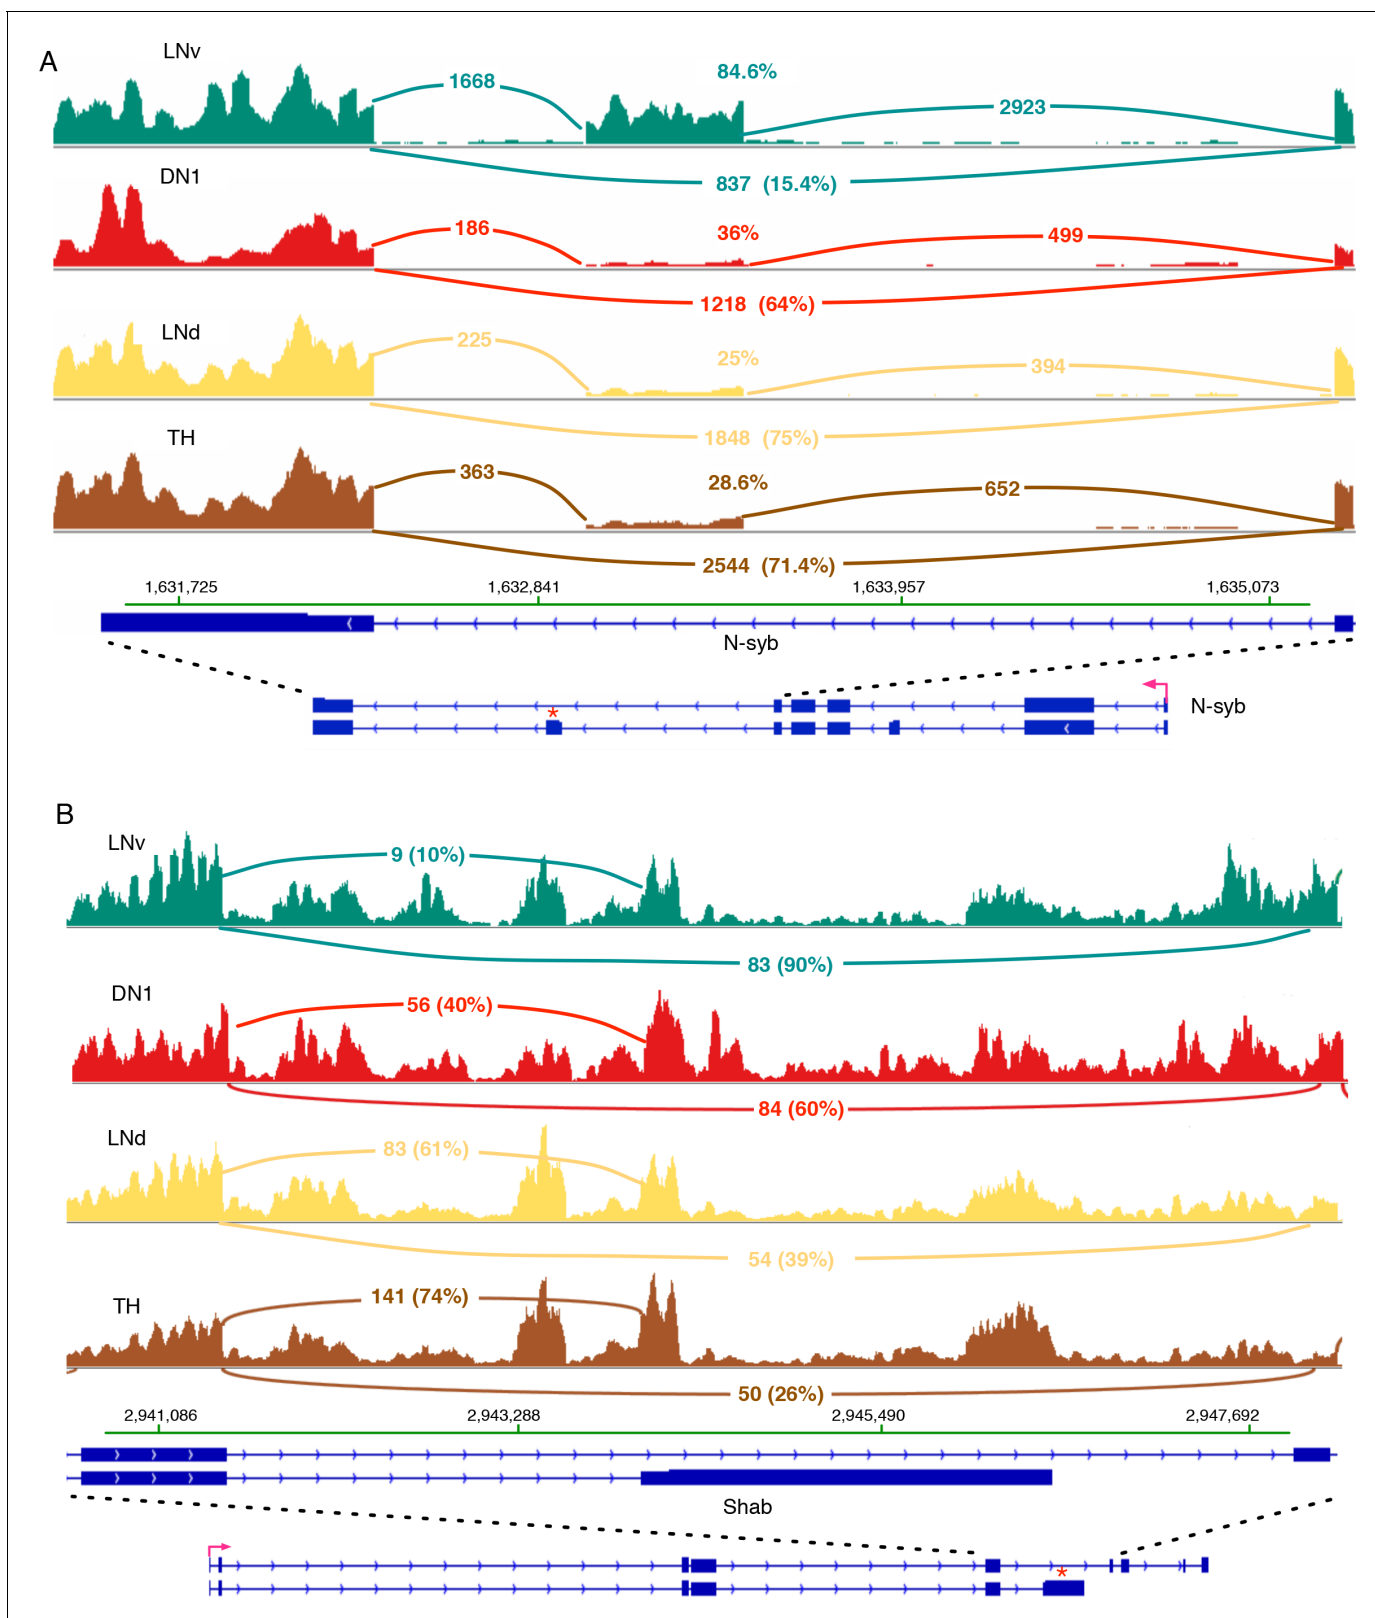 A
LNv
1668
84.6%
2923
837 (15.4%)
DN1
186
36%
499
1218 (64%)
LNd
225
25%
394
1848 (75%)
TH
363
28.6%
652
2544 (71.4%)
1,631,725 1,632,841 1,633,957 1,635,073
N-syb
*
N-syb
B
LNv
9 (10%)
83 (90%)
DN1
56 (40%)
84 (60%)
LNd
83 (61%)
54 (39%)
TH
141 (74%)
50 (26%)
2,941,086 2,943,288 2,945,490 2,947,692
Shab
*